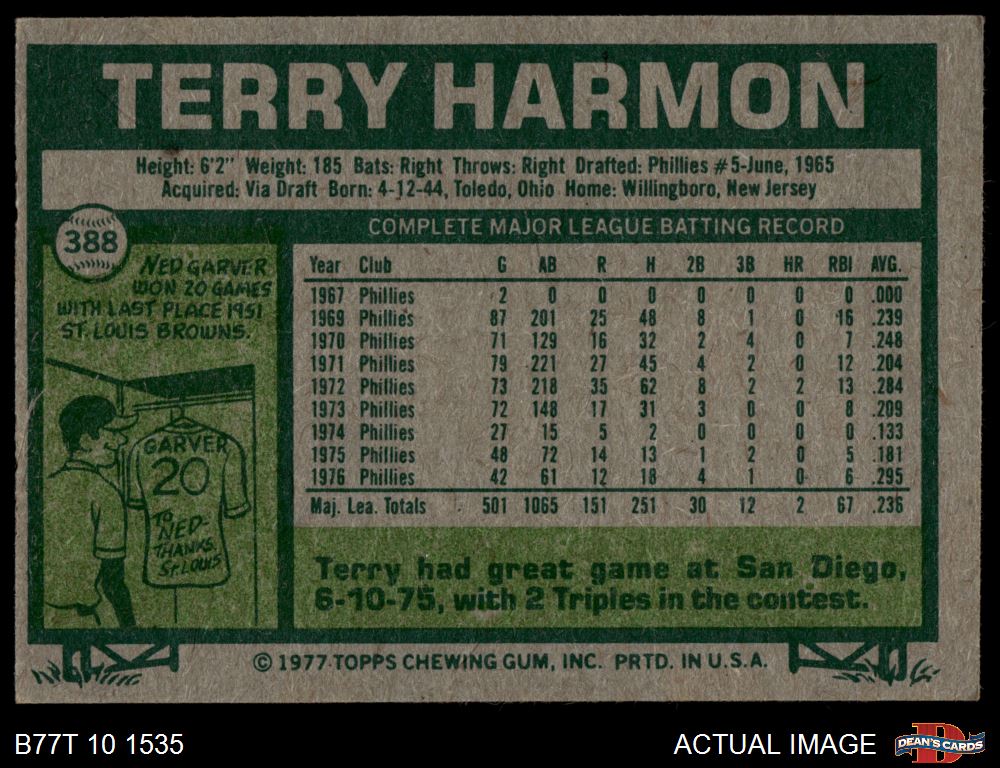 TERRY HARMON
Height: 6'2" Weight: 185 Bats: Right Throws: Right Drafted: Phillies #5-June, 1965
Acquired: Via Draft Born: 4-12-44, Toledo, Ohio Home: Willingboro, New Jersey
388
NED GARVER
WON 20 GAMES
WITH LAST PLACE 1951
ST. LOUIS BROWNS.
GARVER
20
TO
NED-
THANKS
ST. LOUIS
COMPLETE MAJOR LEAGUE BATTING RECORD
Year Club G AB R H 2B 3B HR RBI AVG.
1967 Phillies 2 0 0 0 0 0 0 0 .000
1969 Phillies 87 201 25 48 8 1 0 16 .239
1970 Phillies 71 129 16 32 2 4 0 7 .248
1971 Phillies 79 221 27 45 4 2 0 12 .204
1972 Phillies 73 218 35 62 8 2 2 13 .284
1973 Phillies 72 148 17 31 3 0 0 8 .209
1974 Phillies 27 15 5 2 0 0 0 0 .133
1975 Phillies 48 72 14 13 1 2 0 5 .181
1976 Phillies 42 61 12 18 4 1 0 6 .295
Maj. Lea. Totals 501 1065 151 251 30 12 2 67 .236
Terry had great game at San Diego,
6-10-75, with 2 Triples in the contest.
© 1977 TOPPS CHEWING GUM, INC. PRTD. IN U.S.A.
B77T 10 1535
ACTUAL IMAGE
D
DEAN'S CARDS